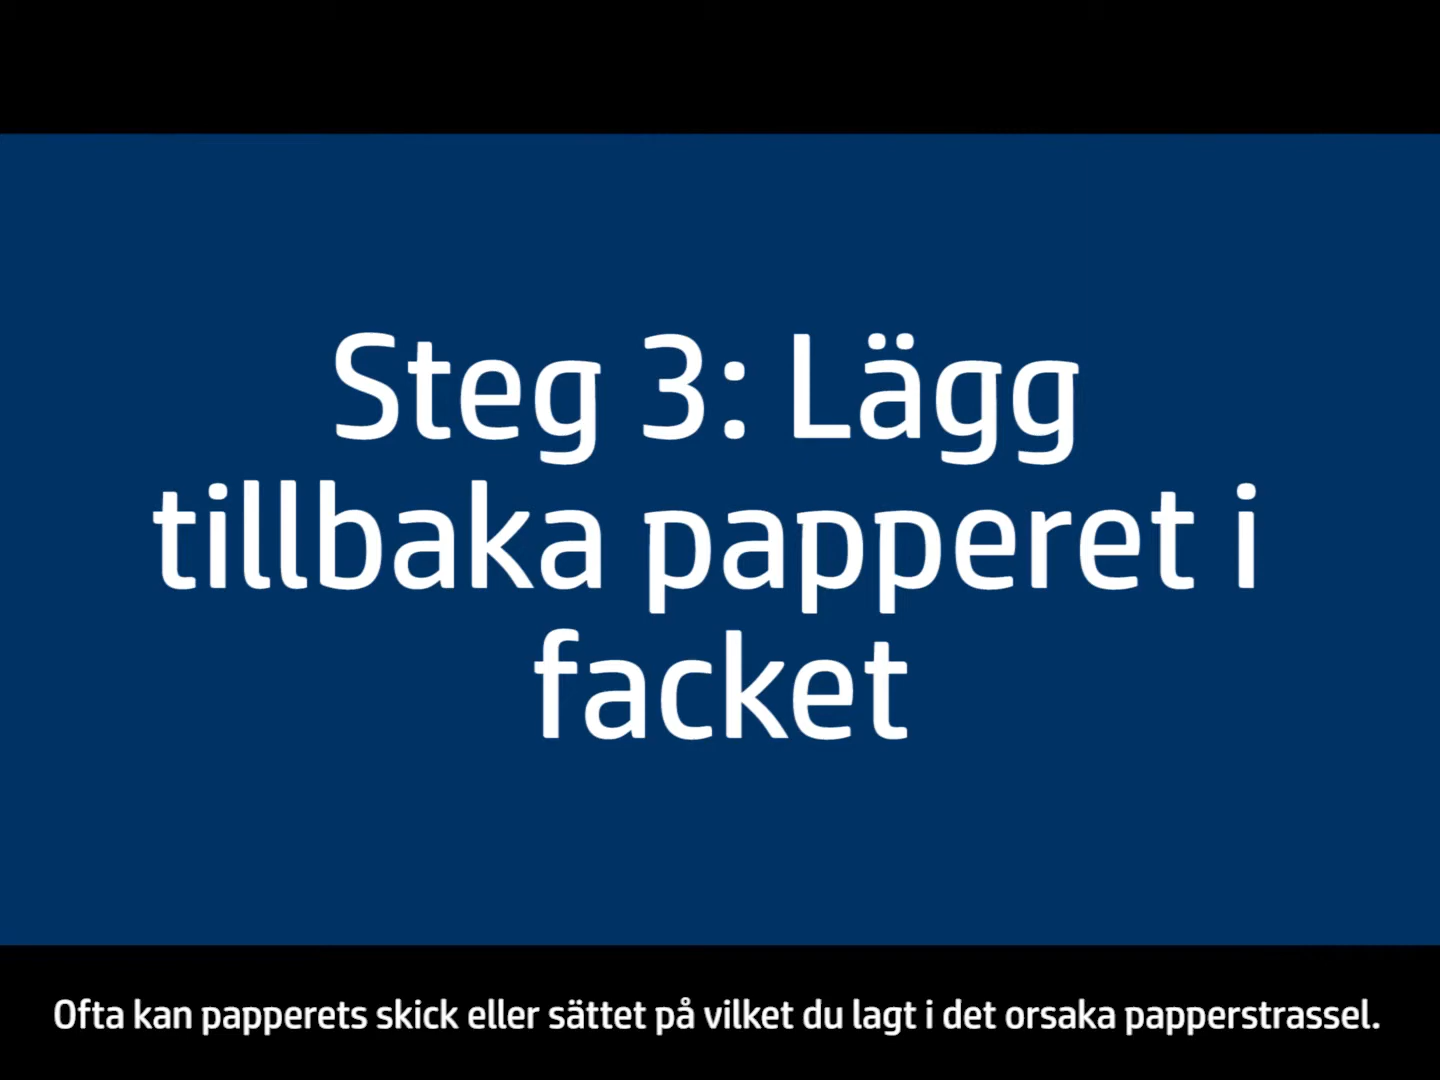 Steg 3: Lägg
tillbaka papperet i
facket
Ofta kan papperets skick eller sättet på vilket du lagt i det orsaka papperstrassel.